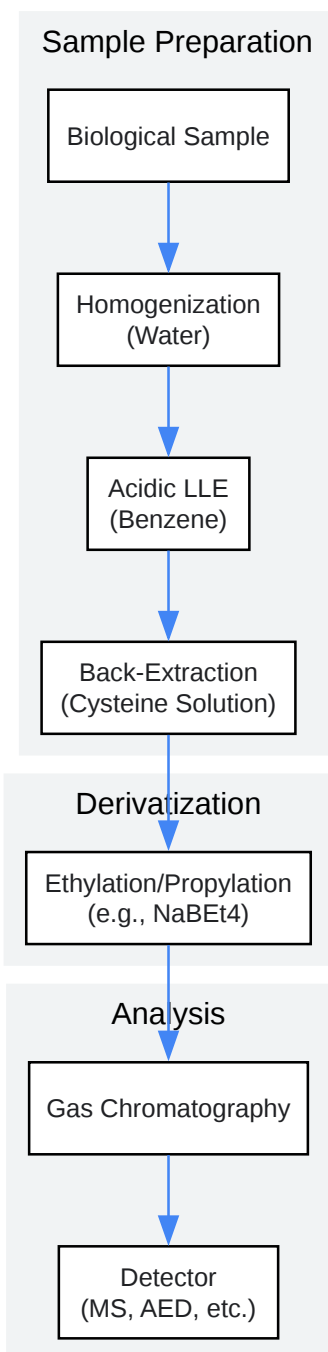 Sample Preparation
Biological Sample
Homogenization
(Water)
Acidic LLE
(Benzene)
Back-Extraction
(Cysteine Solution)
Derivatization
Ethylation/Propylation
(e.g., NaBEt4)
Analysis
Gas Chromatography
Detector
(MS, AED, etc.)